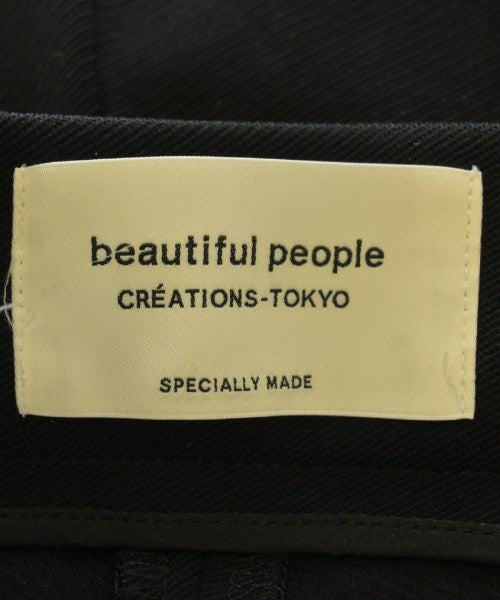 beautiful people
CRÉATIONS-TOKYO
SPECIALLY MADE